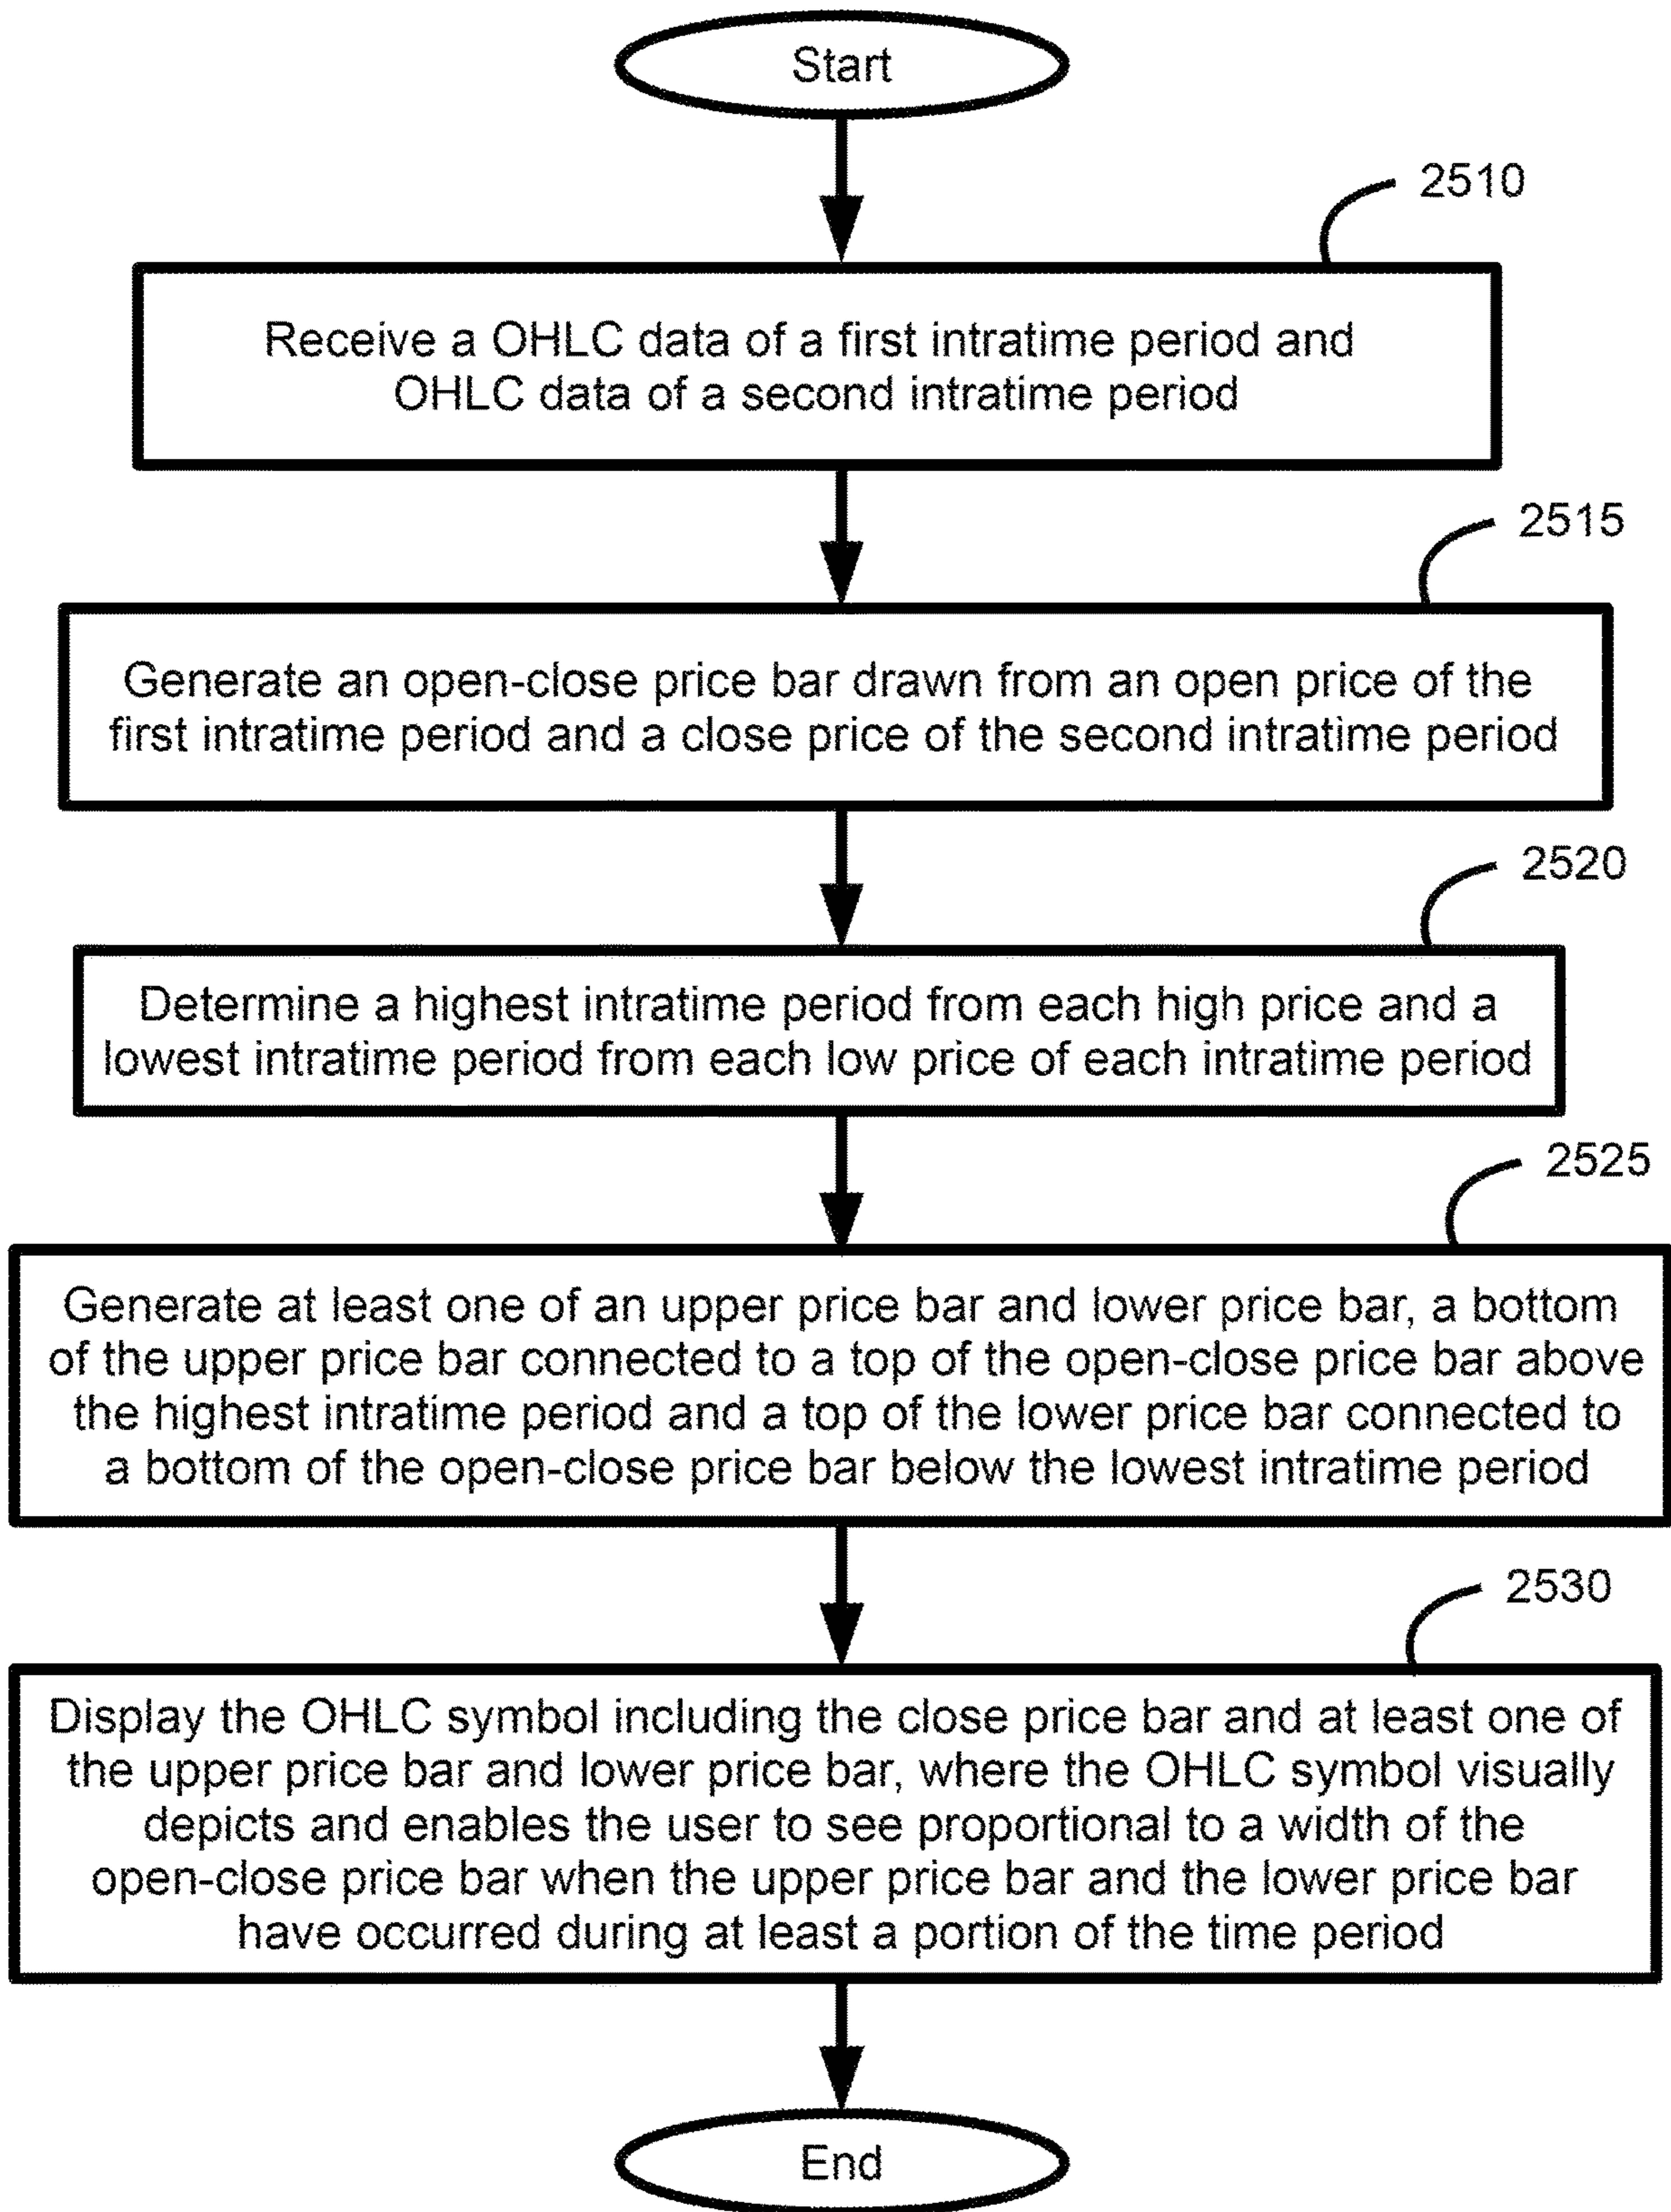 Start
2510
Receive a OHLC data of a first intratime period and
OHLC data of a second intratime period
2515
Generate an open-close price bar drawn from an open price of the
first intratime period and a close price of the second intratime period
2520
Determine a highest intratime period from each high price and a
lowest intratime period from each low price of each intratime period
2525
Generate at least one of an upper price bar and lower price bar, a bottom
of the upper price bar connected to a top of the open-close price bar above
the highest intratime period and a top of the lower price bar connected to
a bottom of the open-close price bar below the lowest intratime period
2530
Display the OHLC symbol including the close price bar and at least one of
the upper price bar and lower price bar, where the OHLC symbol visually
depicts and enables the user to see proportional to a width of the
open-close price bar when the upper price bar and the lower price bar
have occurred during at least a portion of the time period
End